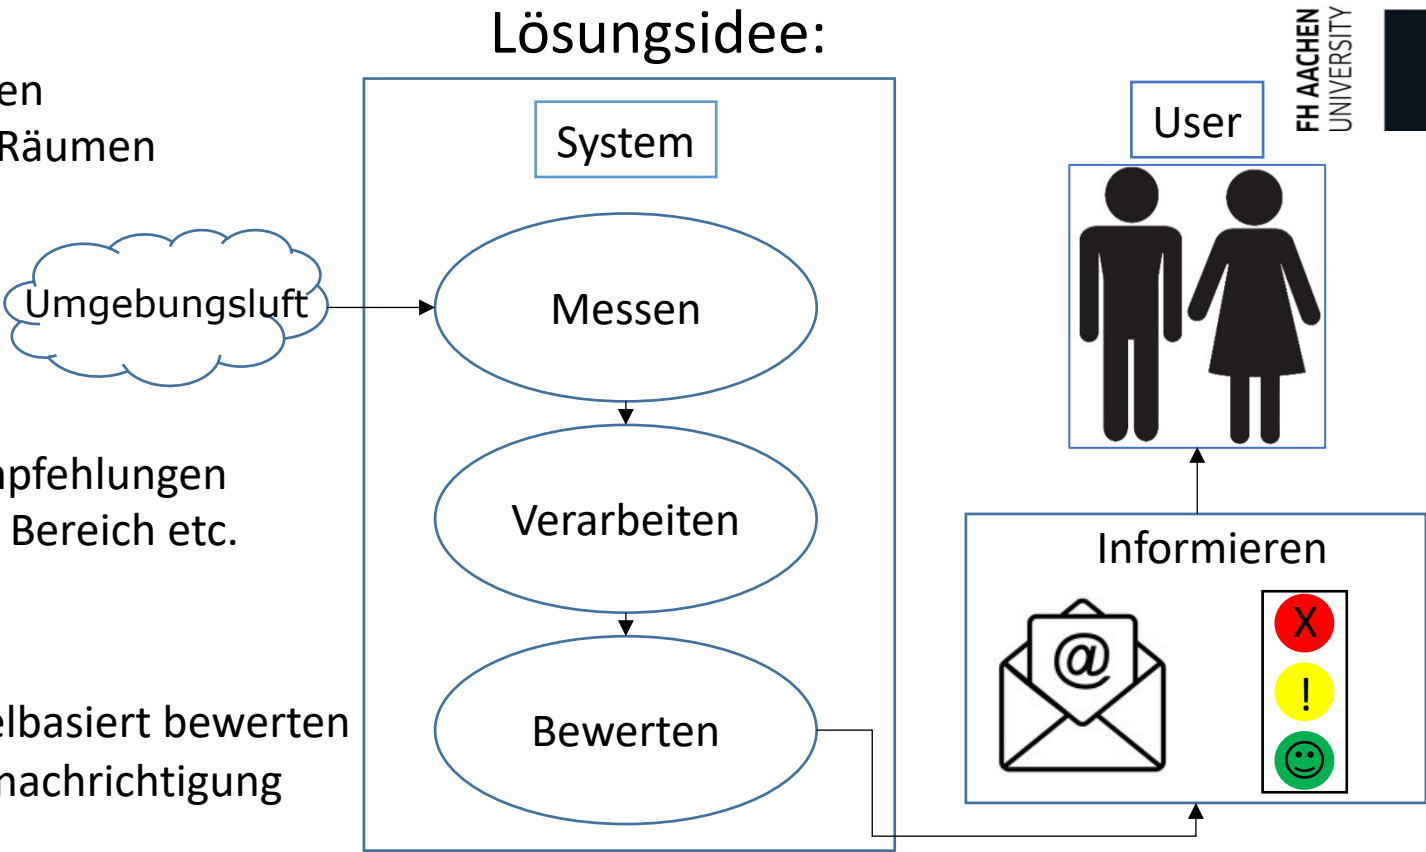 Lösungsidee:
FH AACHEN
UNIVERSITY
en
Räumen
System
User
Umgebungsluft
Messen
pfehlungen
Bereich etc.
Verarbeiten
Informieren
@
X
!
elbasiert bewerten
nachrichtigung
Bewerten